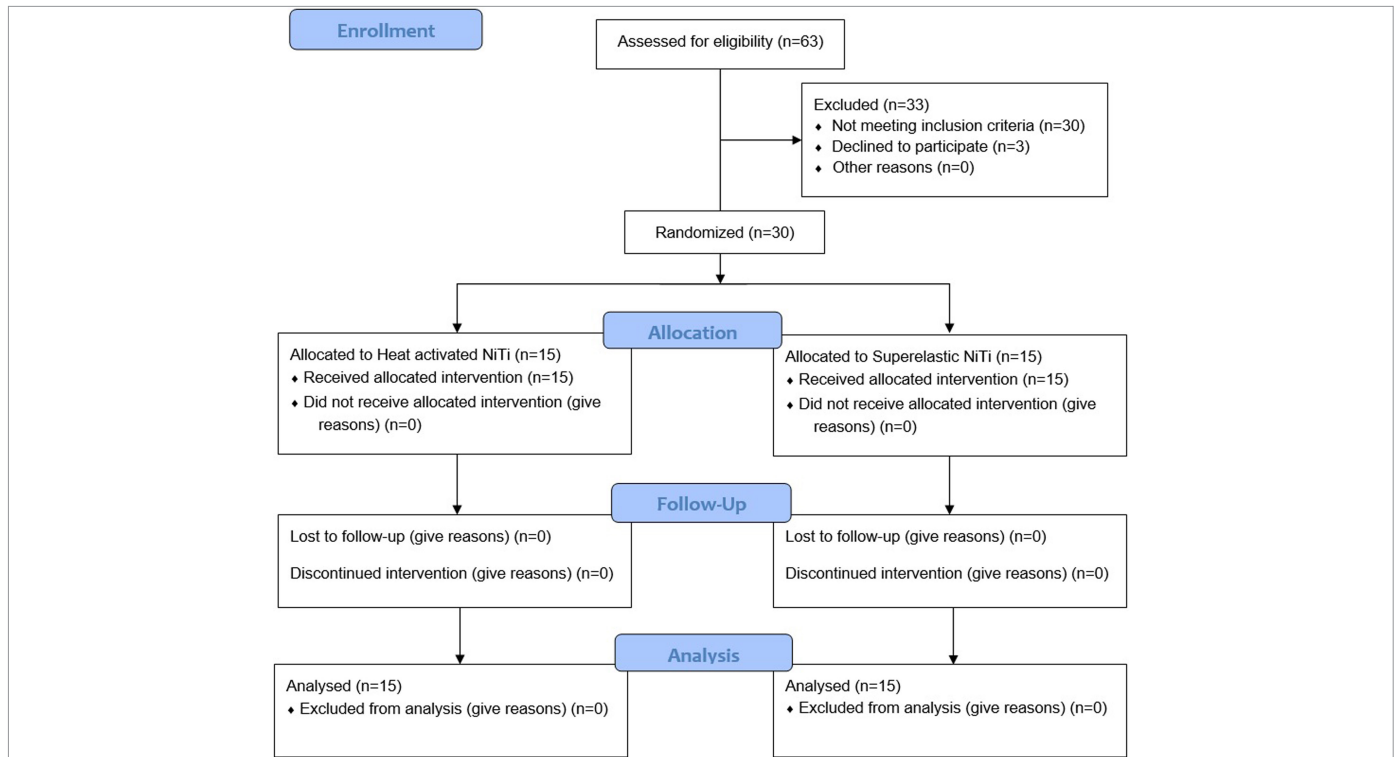 Enrollment
Assessed for eligibility (n=63)
Excluded (n=33)
♦ Not meeting inclusion criteria (n=30)
♦ Declined to participate (n=3)
♦ Other reasons (n=0)
Randomized (n=30)
Allocation
Allocated to Heat activated NiTi (n=15)
♦ Received allocated intervention (n=15)
♦ Did not receive allocated intervention (give
reasons) (n=0)
Allocated to Superelastic NiTi (n=15)
♦ Received allocated intervention (n=15)
♦ Did not receive allocated intervention (give
reasons) (n=0)
Follow-Up
Lost to follow-up (give reasons) (n=0)
Discontinued intervention (give reasons) (n=0)
Lost to follow-up (give reasons) (n=0)
Discontinued intervention (give reasons) (n=0)
Analysis
Analysed (n=15)
♦ Excluded from analysis (give reasons) (n=0)
Analysed (n=15)
♦ Excluded from analysis (give reasons) (n=0)